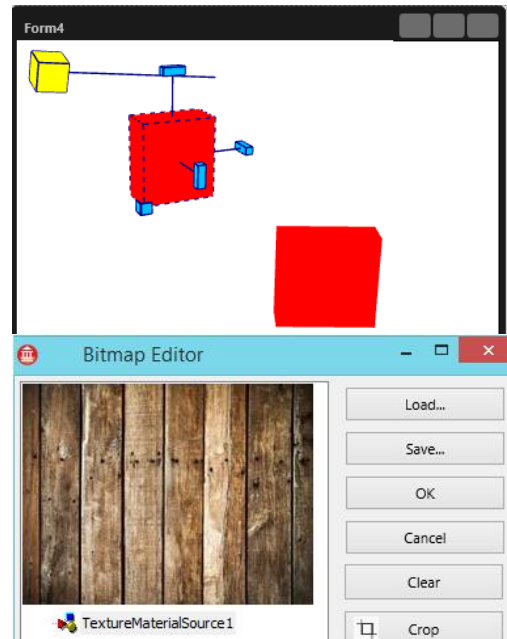 Form4
Bitmap Editor
Load...
Save...
OK
Cancel
Clear
TextureMaterialSource1
Crop